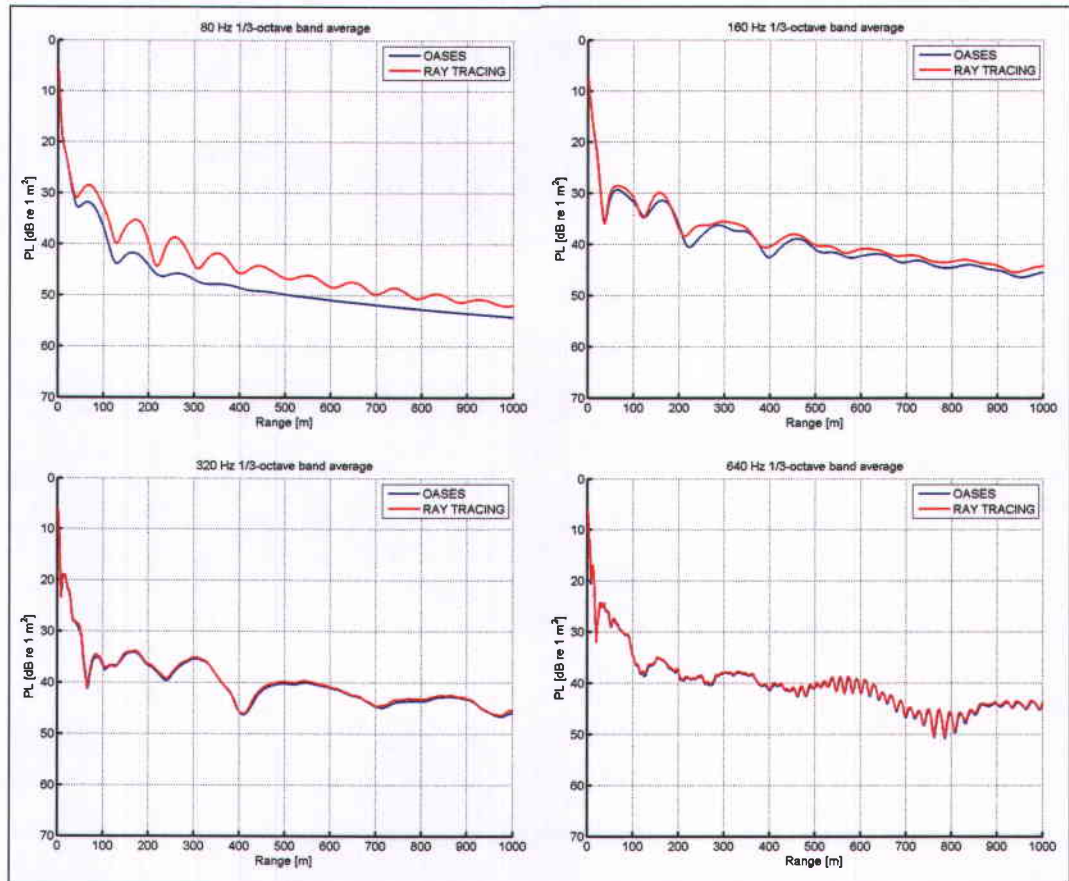 80 Hz 1/3-octave band average
OASES
RAY TRACING
PL [dB re 1 m²]
0
10
20
30
40
50
60
70
0 100 200 300 400 500 600 700 800 900 1000
Range [m]
160 Hz 1/3-octave band average
OASES
RAY TRACING
PL [dB re 1 m²]
0
10
20
30
40
50
60
70
0 100 200 300 400 500 600 700 800 900 1000
Range [m]
320 Hz 1/3-octave band average
OASES
RAY TRACING
PL [dB re 1 m²]
0
10
20
30
40
50
60
70
0 100 200 300 400 500 600 700 800 900 1000
Range [m]
640 Hz 1/3-octave band average
OASES
RAY TRACING
PL [dB re 1 m²]
0
10
20
30
40
50
60
70
0 100 200 300 400 500 600 700 800 900 1000
Range [m]